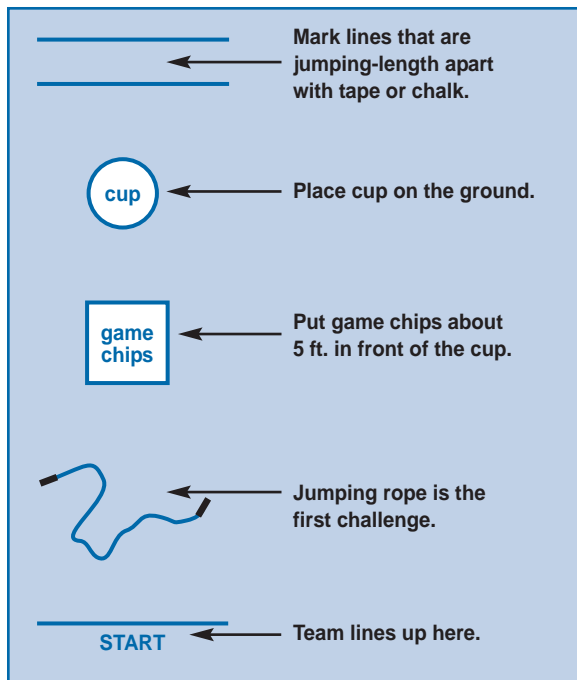 Mark lines that are
jumping-length apart
with tape or chalk.
cup
Place cup on the ground.
game
chips
Put game chips about
5 ft. in front of the cup.
Jumping rope is the
first challenge.
START
Team lines up here.